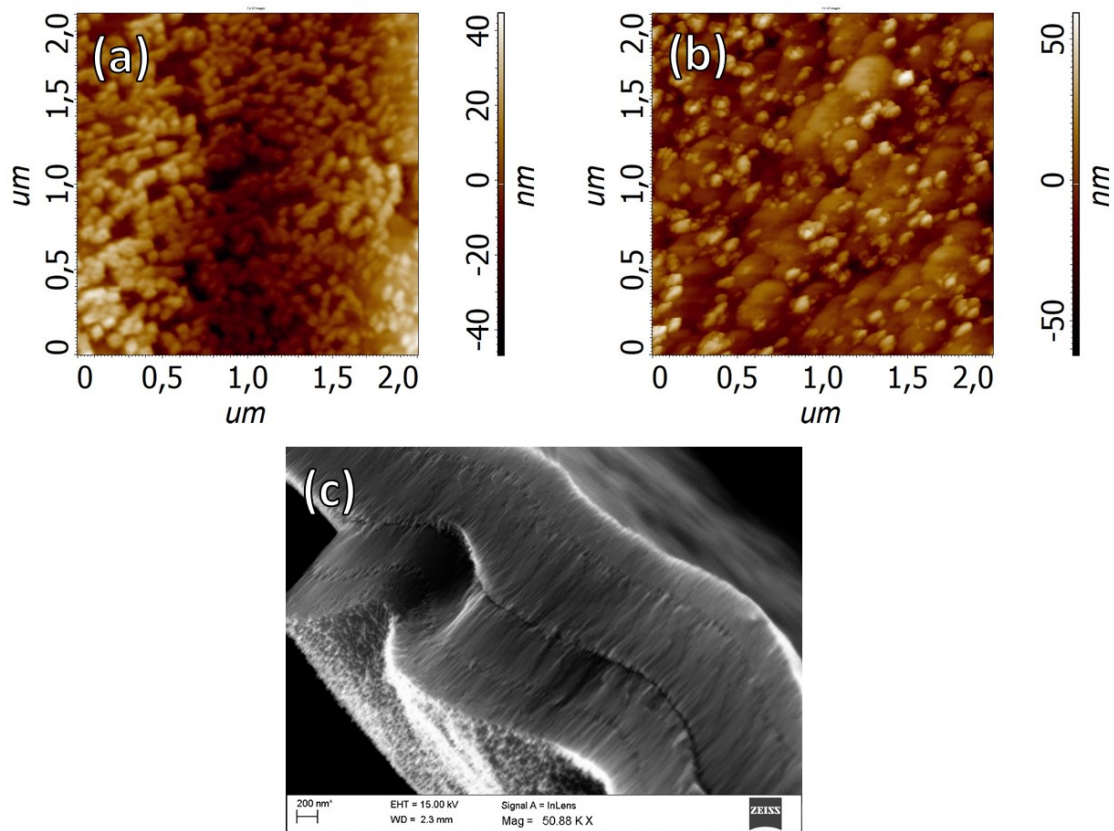 (a)
2,0
1,5
1,0
0,5
0
um
0 0,5 1,0 1,5 2,0
um
40
20
0
-20
-40
nm
(b)
2,0
1,5
1,0
0,5
0
um
0 0,5 1,0 1,5 2,0
um
50
0
-50
nm
(c)
200 nm*
EHT = 15.00 kV
WD = 2.3 mm
Signal A = InLens
Mag = 50.88 K X
ZEISS